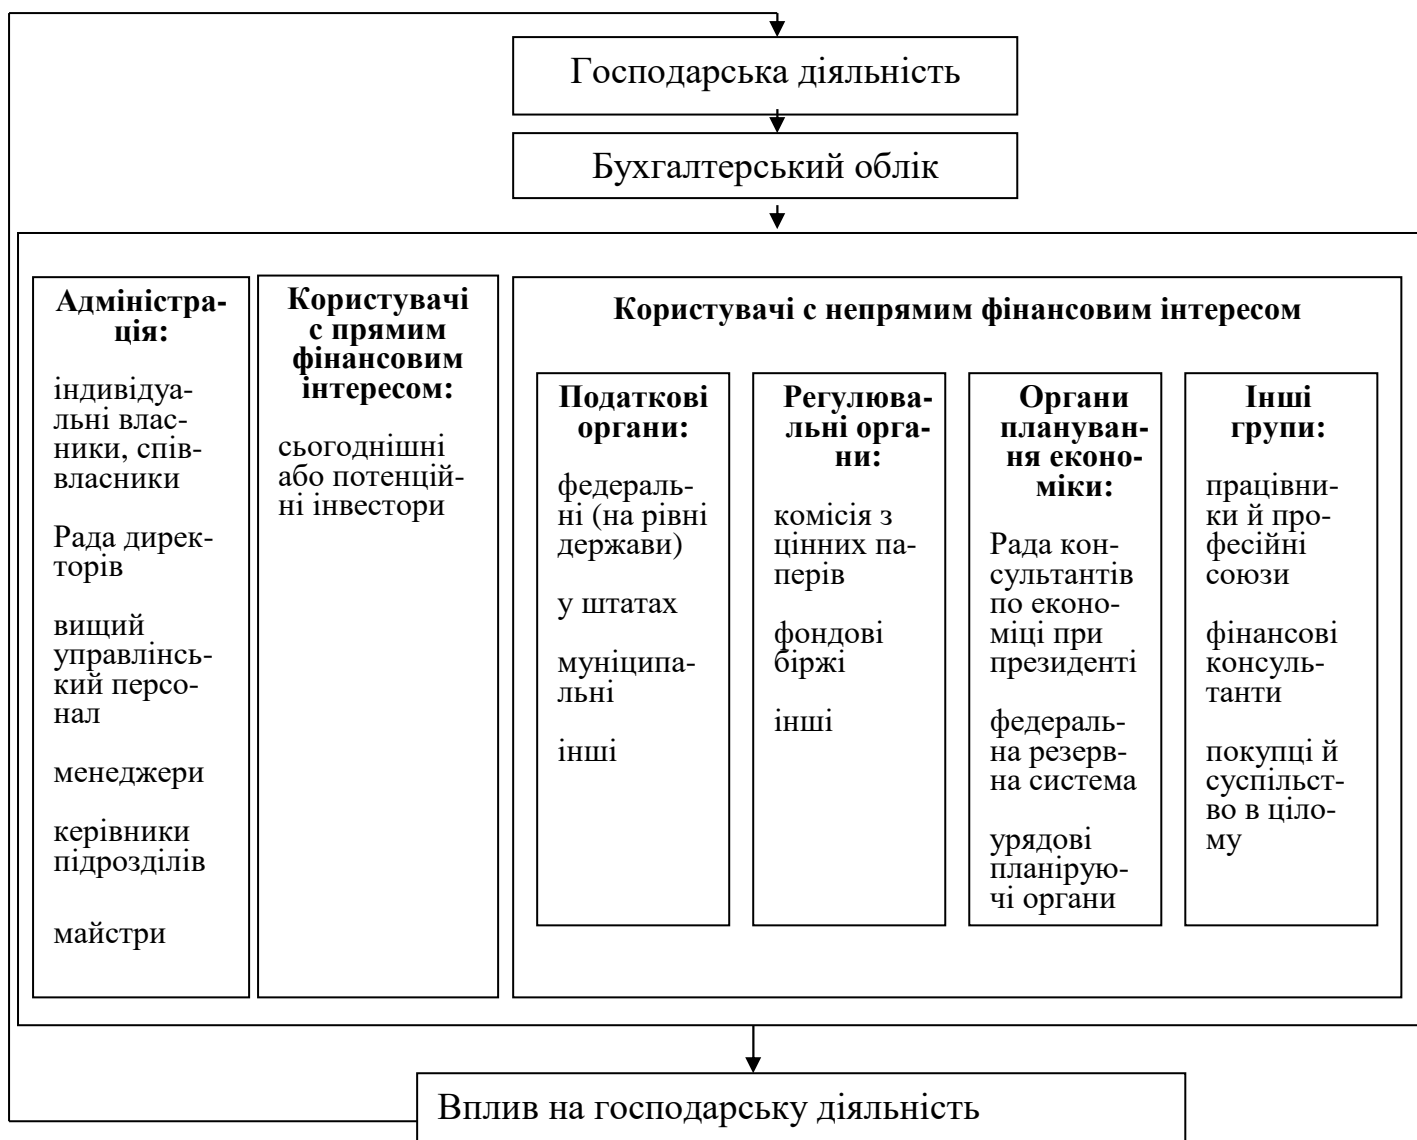 Господарська діяльність
Бухгалтерський облік
Адміністра-
ція:
індивідуа-
льні влас-
ники, спів-
власники
Рада дирек-
торів
вищий
управлінсь-
кий персо-
нал
менеджери
керівники
підрозділів
майстри
Користувачі
с прямим
фінансовим
інтересом:
сьогоднішні
або потенцій-
ні інвестори
Користувачі с непрямим фінансовим інтересом
Податкові
органи:
федераль-
ні (на рівні
держави)
у штатах
муніципа-
льні
інші
Регулюва-
льні орга-
ни:
комісія з
цінних па-
перів
фондові
біржі
інші
Органи
плануван-
ня еконо-
міки:
Рада кон-
сультантів
по еконо-
міці при
президенті
федераль-
на резерв-
на система
урядові
планірую-
чі органи
Інші
групи:
працівни-
ки й про-
фесійні
союзи
фінансові
консуль-
танти
покупці й
суспільст-
во в ціло-
му
Вплив на господарську діяльність